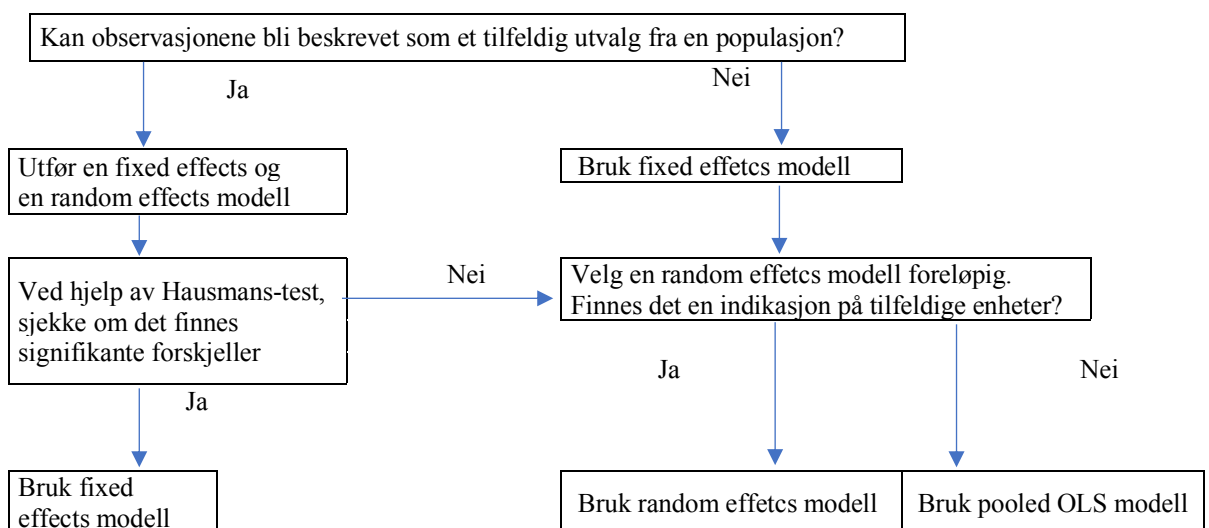 Kan observasjonene bli beskrevet som et tilfeldig utvalg fra en populasjon?
Ja
Nei
Utfør en fixed effects og
en random effects modell
Bruk fixed effetcs modell
Ved hjelp av Hausmans-test,
sjekke om det finnes
signifikante forskjeller
Nei
Velg en random effetcs modell foreløpig.
Finnes det en indikasjon på tilfeldige enheter?
Ja
Ja
Nei
Bruk fixed
effects modell
Bruk random effetcs modell
Bruk pooled OLS modell